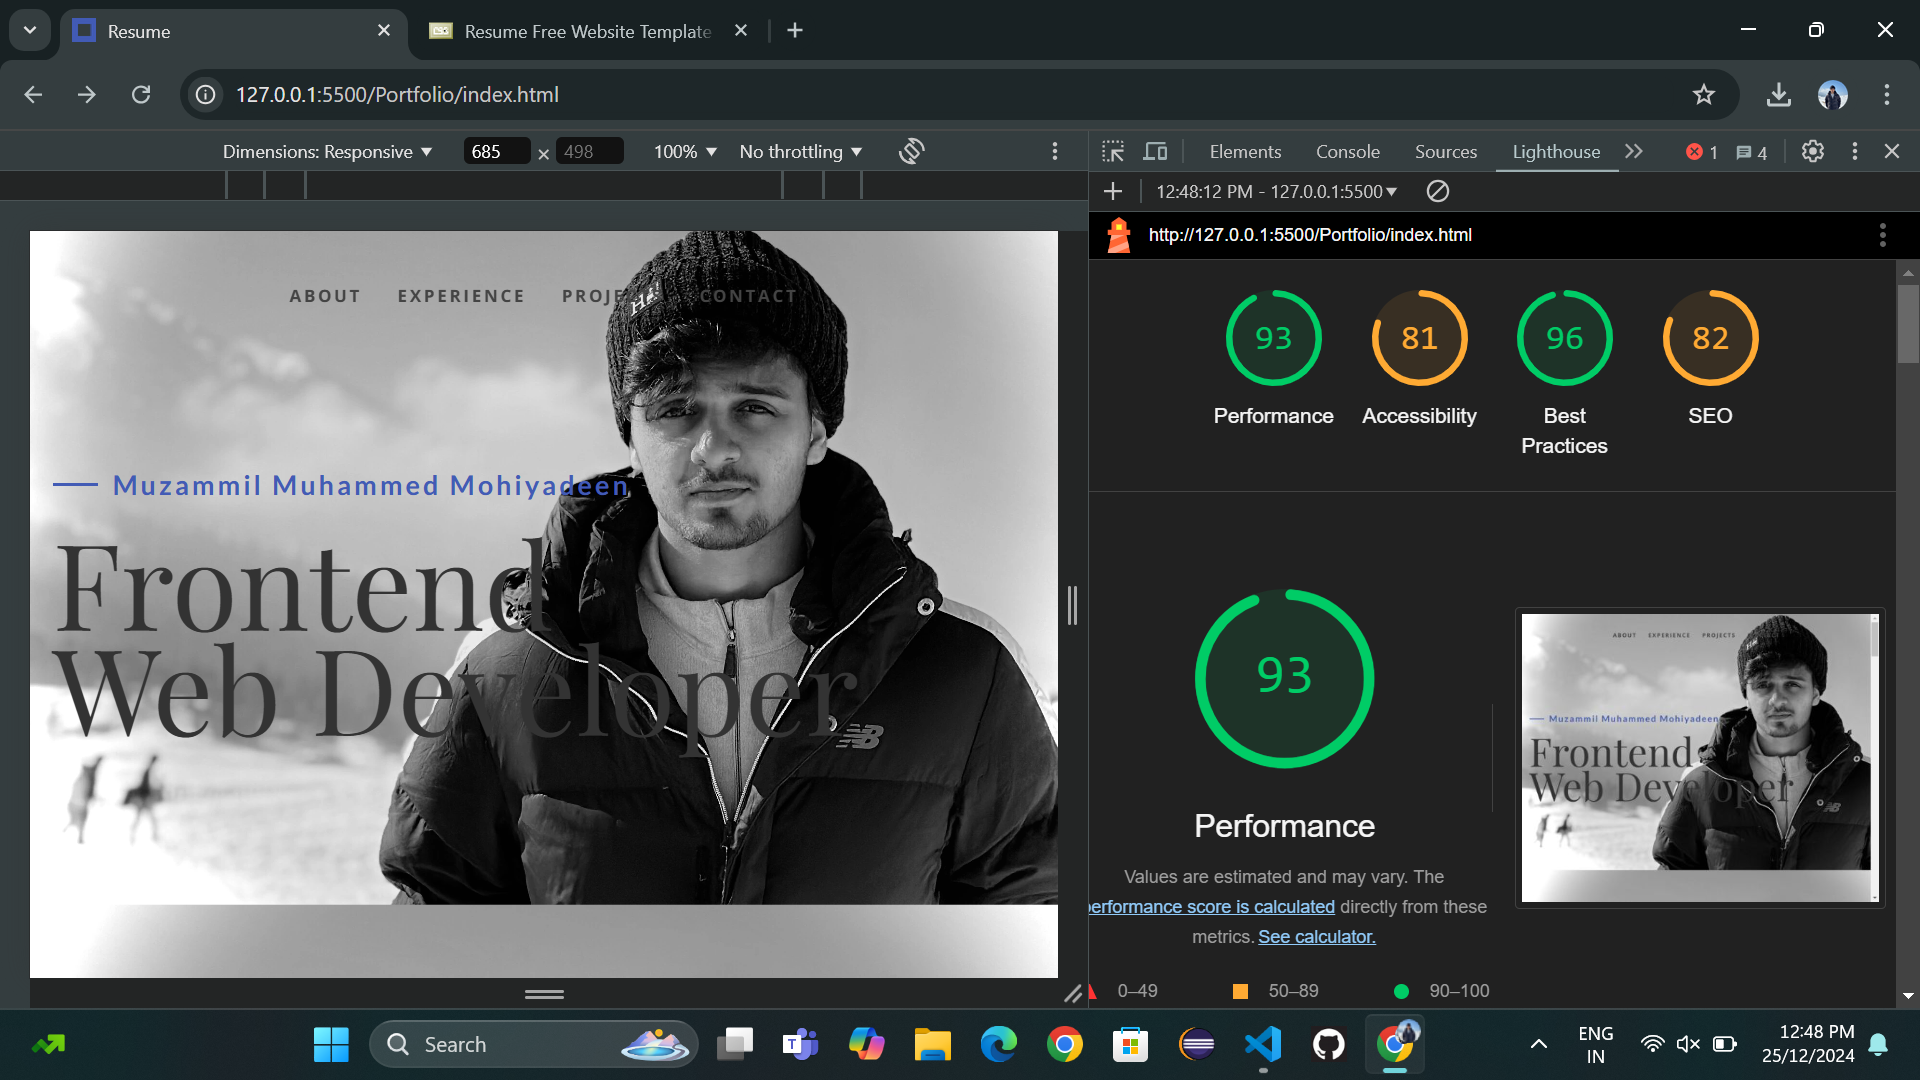 Resume
Resume Free Website Template
127.0.0.1:5500/Portfolio/index.html
Dimensions: Responsive 685 × 498 100% No throttling
Elements Console Sources Lighthouse 1 4
12:48:12 PM - 127.0.0.1:5500
http://127.0.0.1:5500/Portfolio/index.html
ABOUT EXPERIENCE PROJE CONTACT
Hi!
Muzammil Muhammed Mohiyadeen
Frontend
Web Developer
93 81 96 82
Performance Accessibility Best Practices SEO
93
Performance
Values are estimated and may vary. The
erformance score is calculated directly from these
metrics. See calculator.
0–49 50–89 90–100
ABOUT EXPERIENCE PROJECTS
Muzammil Muhammed Mohiyadeen
Frontend
Web Developer
Search
ENG
IN
12:48 PM
25/12/2024